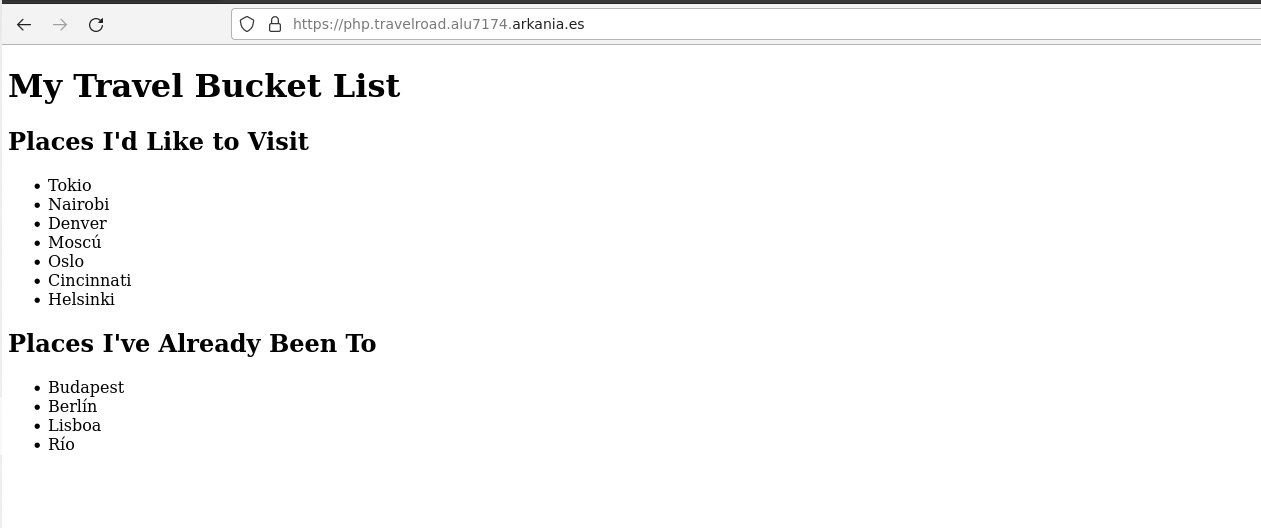 https://php.travelroad.alu7174.arkania.es
My Travel Bucket List
Places I'd Like to Visit
Tokio
Nairobi
Denver
Moscú
Oslo
Cincinnati
Helsinki
Places I've Already Been To
Budapest
Berlín
Lisboa
Río